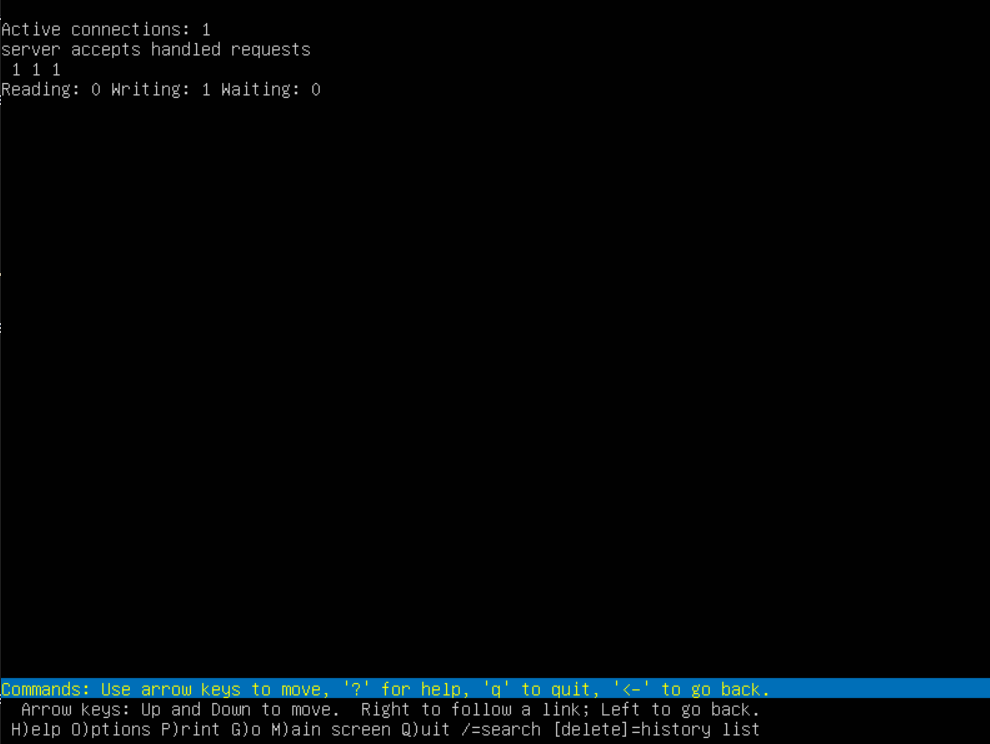 Active connections: 1
server accepts handled requests
 1 1 1
Reading: 0 Writing: 1 Waiting: 0
Commands: Use arrow keys to move, '?' for help, 'q' to quit, '<-' to go back.
  Arrow keys: Up and Down to move.  Right to follow a link; Left to go back.
 H)elp O)ptions P)rint G)o M)ain screen Q)uit /=search [delete]=history list